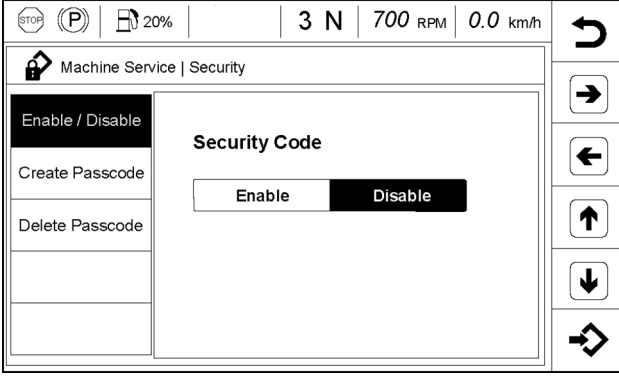 STOP P 20% 3 N 700 RPM 0.0 km/h
Machine Service | Security
Enable / Disable
Create Passcode
Delete Passcode
Security Code
Enable Disable